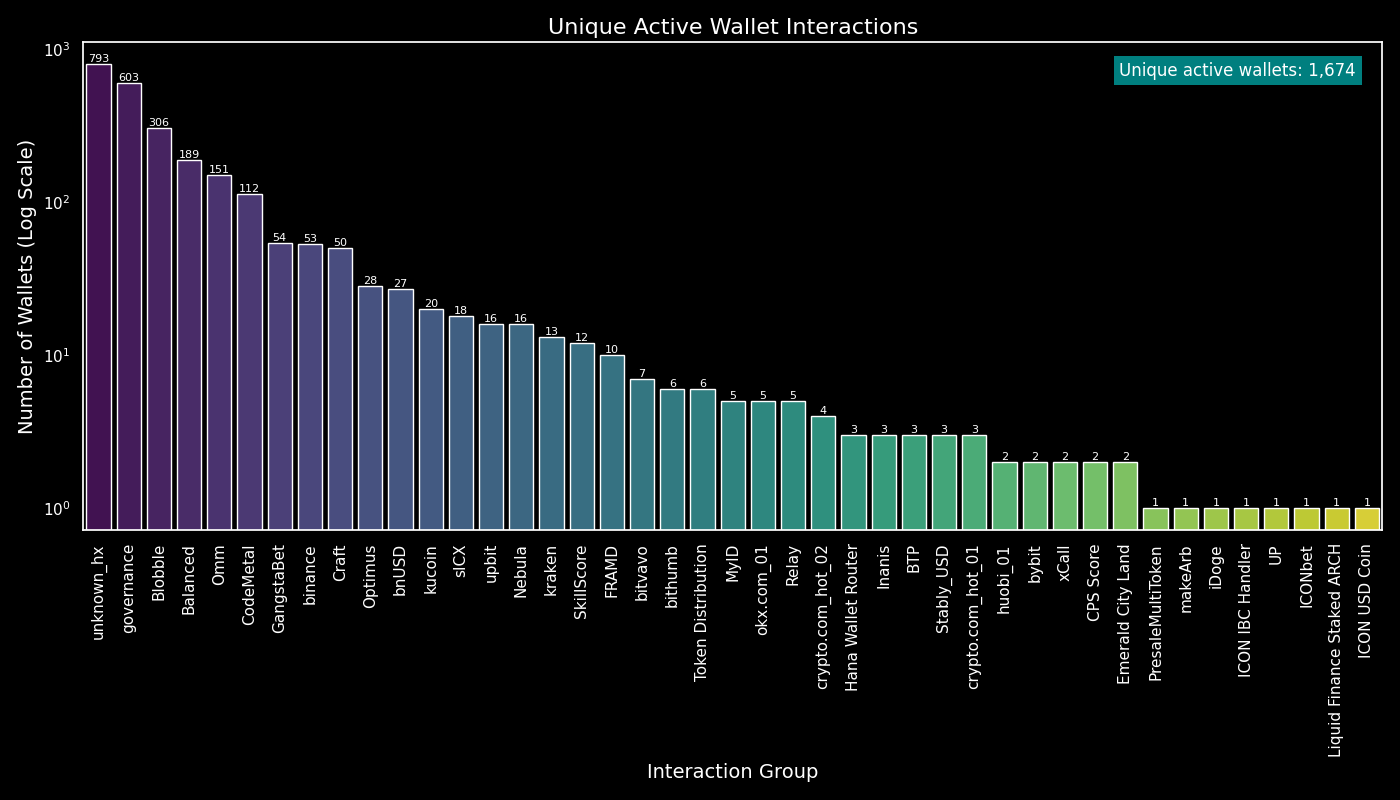 Unique Active Wallet Interactions
Unique active wallets: 1,674
Number of Wallets (Log Scale)
10³
10²
10¹
10⁰
793
603
306
189
151
112
54
53
50
28
27
20
18
16
16
13
12
10
7
6
6
5
5
5
4
3
3
3
3
3
2
2
2
2
2
1
1
1
1
1
1
1
1
unknown_hx
governance
Blobble
Balanced
Omm
CodeMetal
GangstaBet
binance
Craft
Optimus
bnUSD
kucoin
sICX
upbit
Nebula
kraken
SkillScore
FRAMD
bitvavo
bithumb
Token Distribution
MyID
okx.com_01
Relay
crypto.com_hot_02
Hana Wallet Router
Inanis
BTP
Stably_USD
crypto.com_hot_01
huobi_01
bybit
xCall
CPS Score
Emerald City Land
PresaleMultiToken
makeArb
iDoge
ICON IBC Handler
UP
ICONbet
Liquid Finance Staked ARCH
ICON USD Coin
Interaction Group